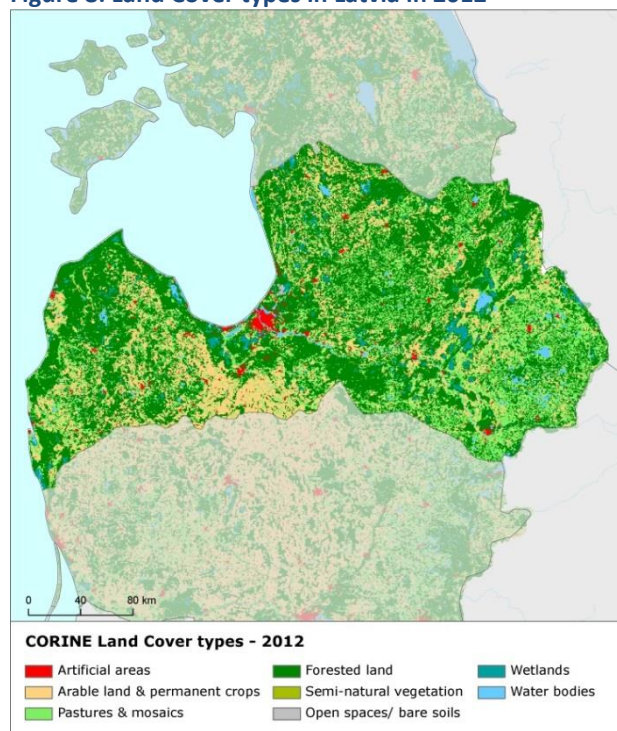 Figure 3. Land Cover types in Latvia in 2012
0 40 80 km
CORINE Land Cover types - 2012
Artificial areas
Arable land & permanent crops
Pastures & mosaics
Forested land
Semi-natural vegetation
Open spaces/ bare soils
Wetlands
Water bodies